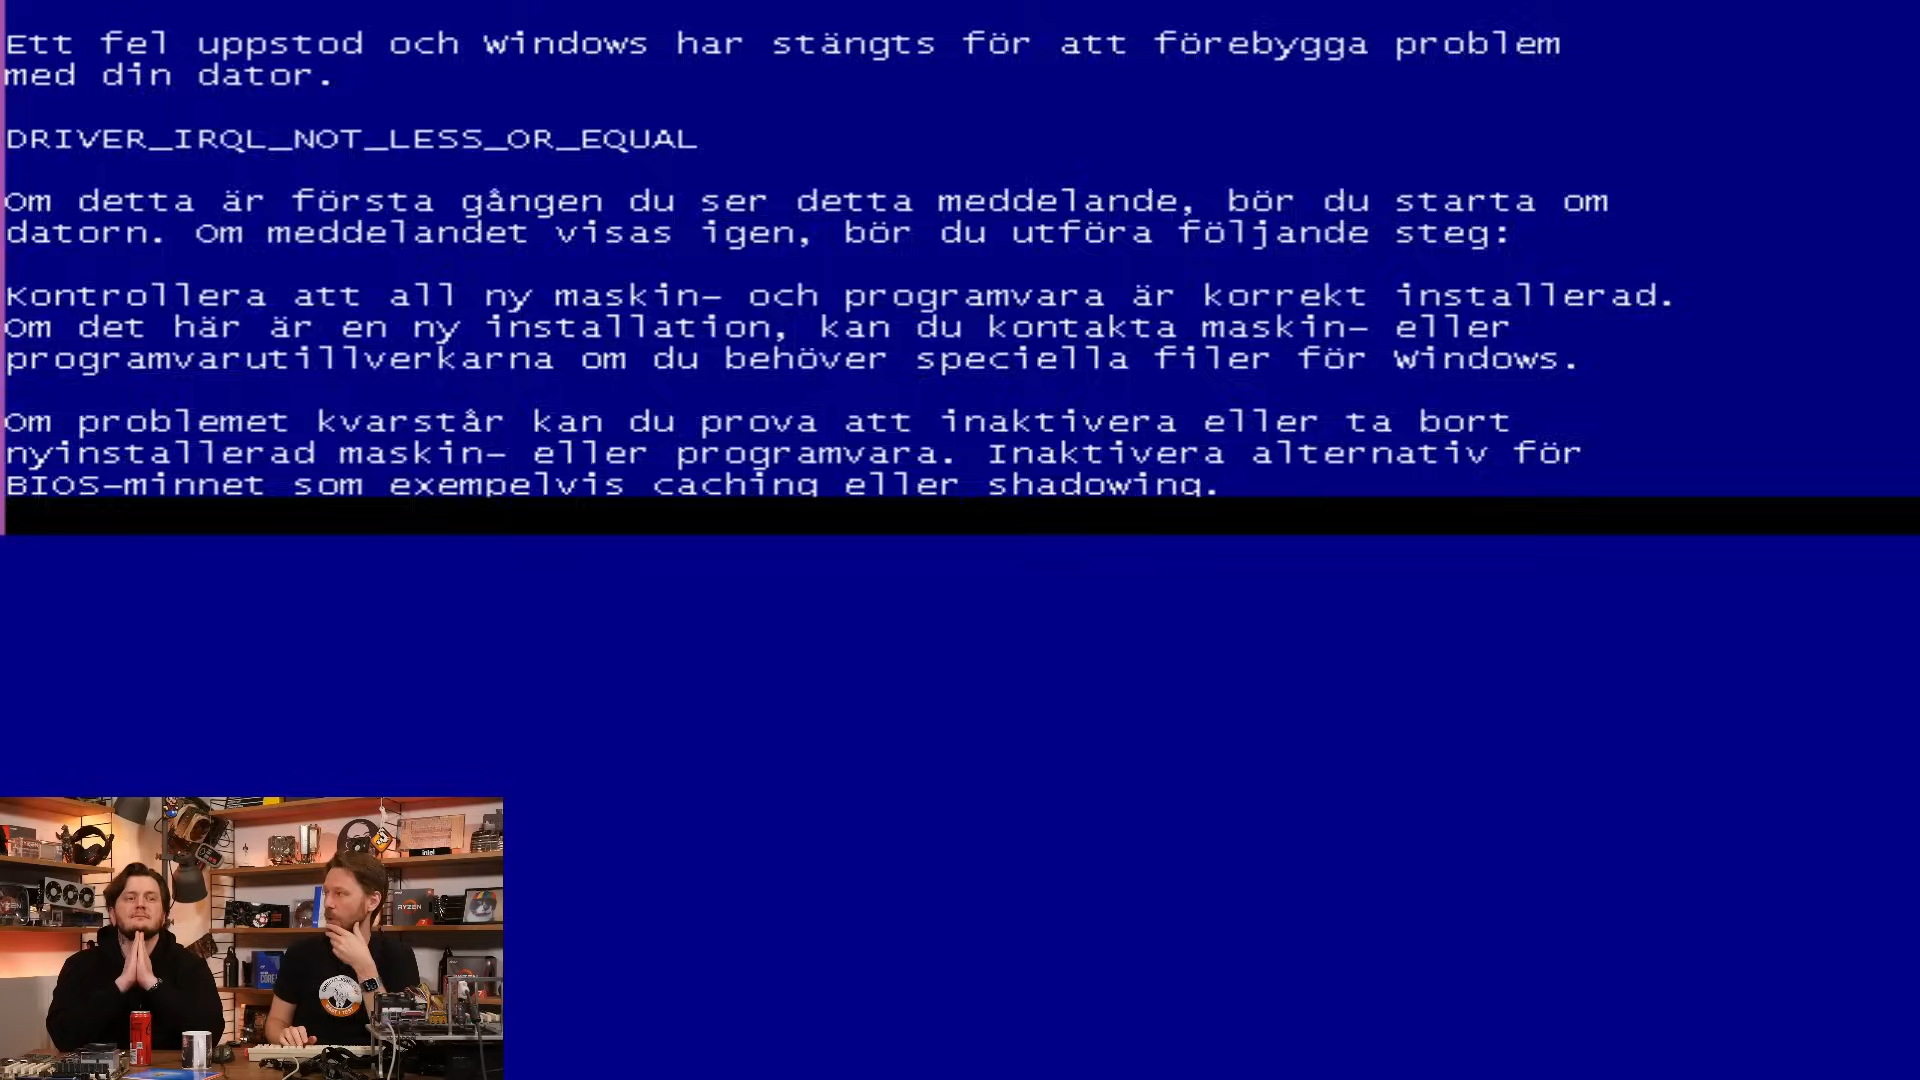 Ett fel uppstod och Windows har stängts för att förebygga problem
med din dator.
DRIVER_IRQL_NOT_LESS_OR_EQUAL
Om detta är första gången du ser detta meddelande, bör du starta om
datorn. Om meddelandet visas igen, bör du utföra följande steg:
Kontrollera att all ny maskin- och programvara är korrekt installerad.
Om det här är en ny installation, kan du kontakta maskin- eller
programvarutillverkarna om du behöver speciella filer för Windows.
Om problemet kvarstår kan du prova att inaktivera eller ta bort
nyinstallerad maskin- eller programvara. Inaktivera alternativ för
BIOS-minnet som exempelvis caching eller shadowing.
intel
RYZEN
CORE